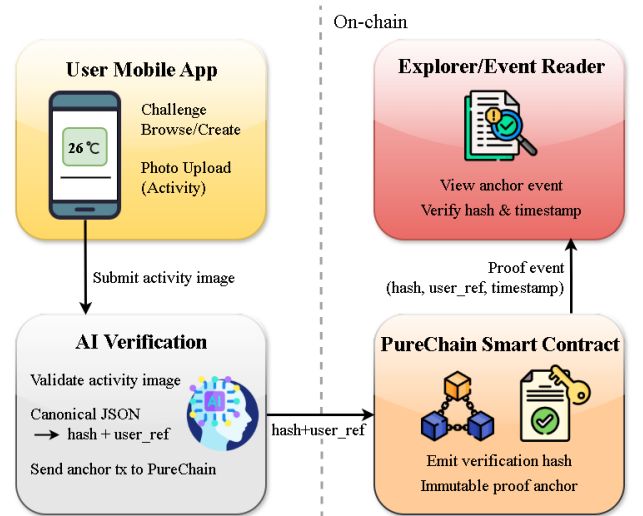 On-chain
User Mobile App
26℃
Challenge
Browse/Create
Photo Upload
(Activity)
Submit activity image
AI Verification
Validate activity image
Canonical JSON
→ hash + user_ref
Send anchor tx to PureChain
AI
hash+user_ref
Explorer/Event Reader
View anchor event
Verify hash & timestamp
Proof event
(hash, user_ref, timestamp)
PureChain Smart Contract
Emit verification hash
Immutable proof anchor